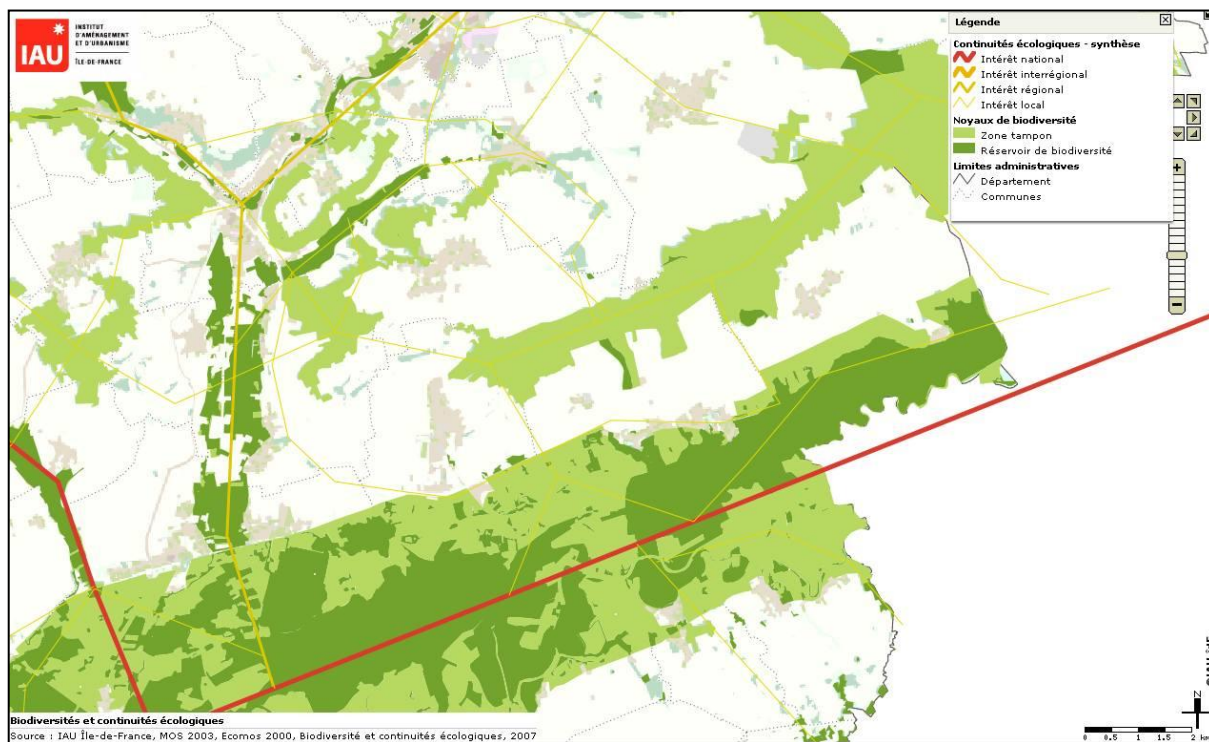 IAU
INSTITUT
D'AMÉNAGEMENT
ET D'URBANISME
ÎLE-DE-FRANCE
Légende
Continuités écologiques - synthèse
Intérêt national
Intérêt interrégional
Intérêt régional
Intérêt local
Noyaux de biodiversité
Zone tampon
Réservoir de biodiversité
Limites administratives
Département
Communes
N
0 0.5 1 1.5 2
Biodiversités et continuités écologiques
Source : IAU Île-de-France, MOS 2003, Ecomos 2000, Biodiversité et continuités écologiques, 2007